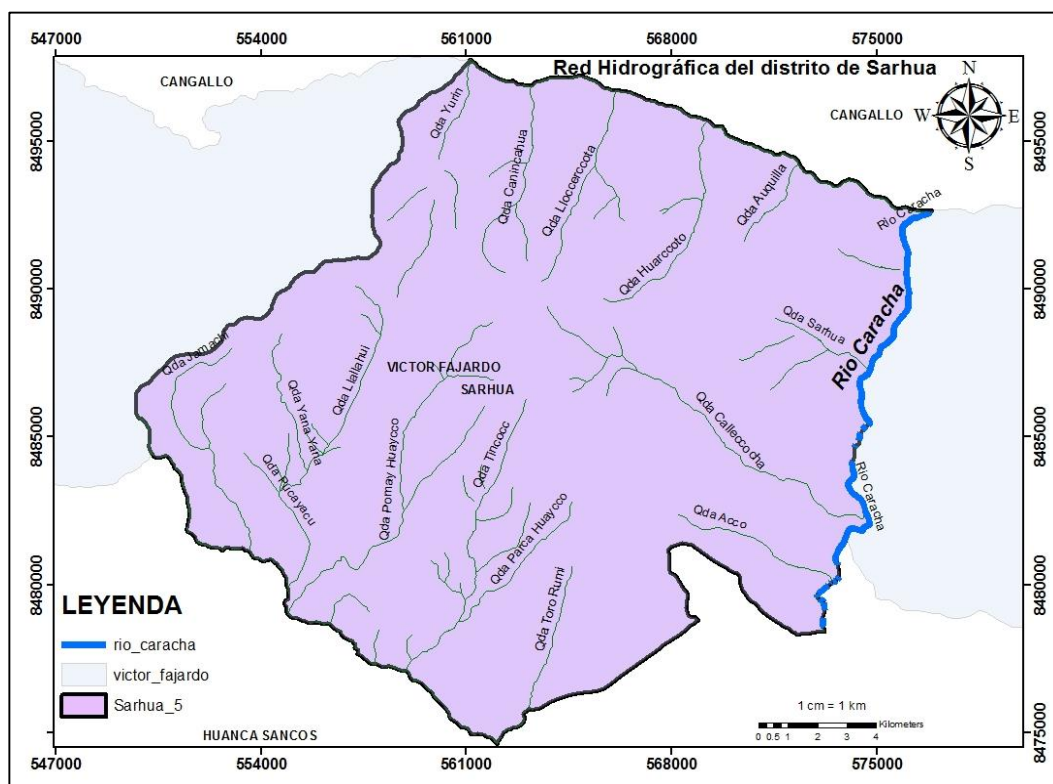 547000 554000 561000 568000 575000
Red Hidrográfica del distrito de Sarhua
CANGALLO
CANGALLO
N
W E
S
8495000 8495000
8490000 8490000
8485000 8485000
8480000 8480000
8475000 8475000
Qda Yurin
Qda Canincahua
Qda Lloccerccota
Qda Auquilla
Qda Huarccoto
Rio Caracha
Rio Caracha
Qda Sarhua
Qda Jamachi
Qda Llallahui
VICTOR FAJARDO
SARHUA
Qda Yana Yana
Qda Pucayacu
Qda Pomay Huaycco
Qda Tincocc
Qda Calleccocha
Rio Caracha
Qda Parca Huaycco
Qda Acco
Qda Toro Rumi
LEYENDA
rio_caracha
victor_fajardo
Sarhua_5
HUANCA SANCOS
1 cm = 1 km
Kilometers
0 0.5 1 2 3 4
547000 554000 561000 568000 575000